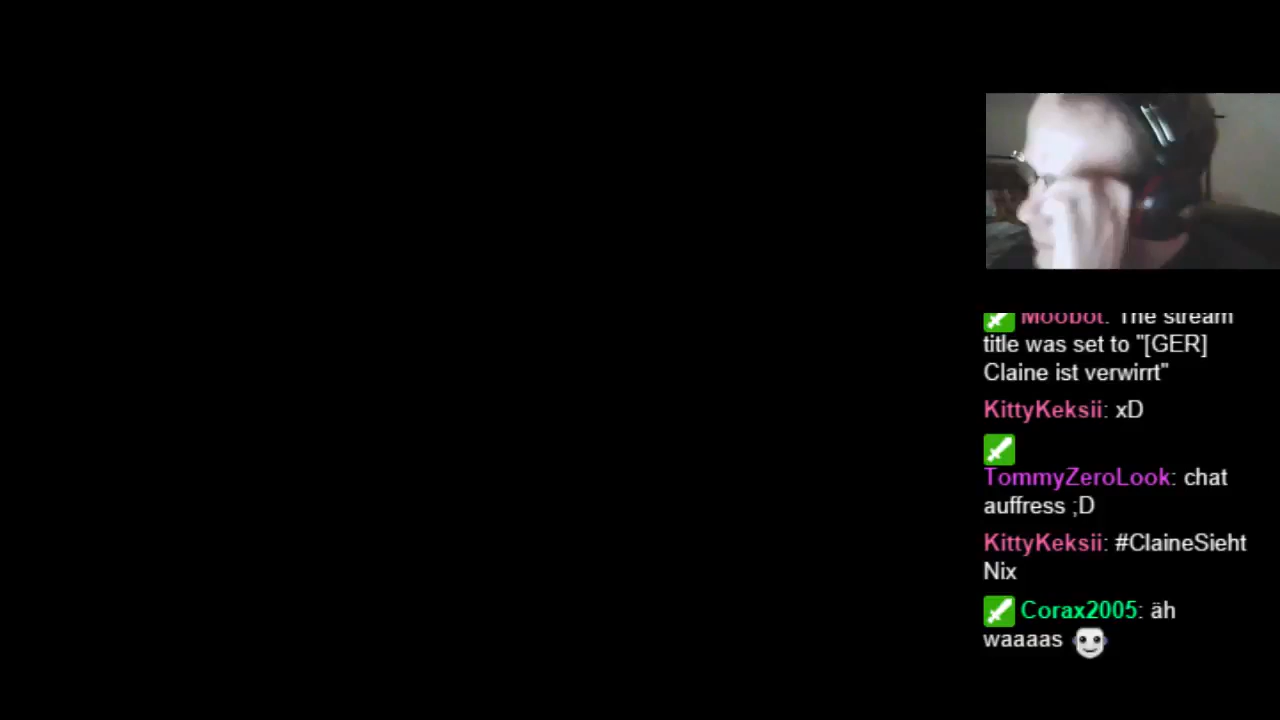 Moobot: The stream
title was set to "[GER]
Claine ist verwirrt"
KittyKeksii: xD
TommyZeroLook: chat
auffress ;D
KittyKeksii: #ClaineSieht
Nix
Corax2005: äh
waaaas